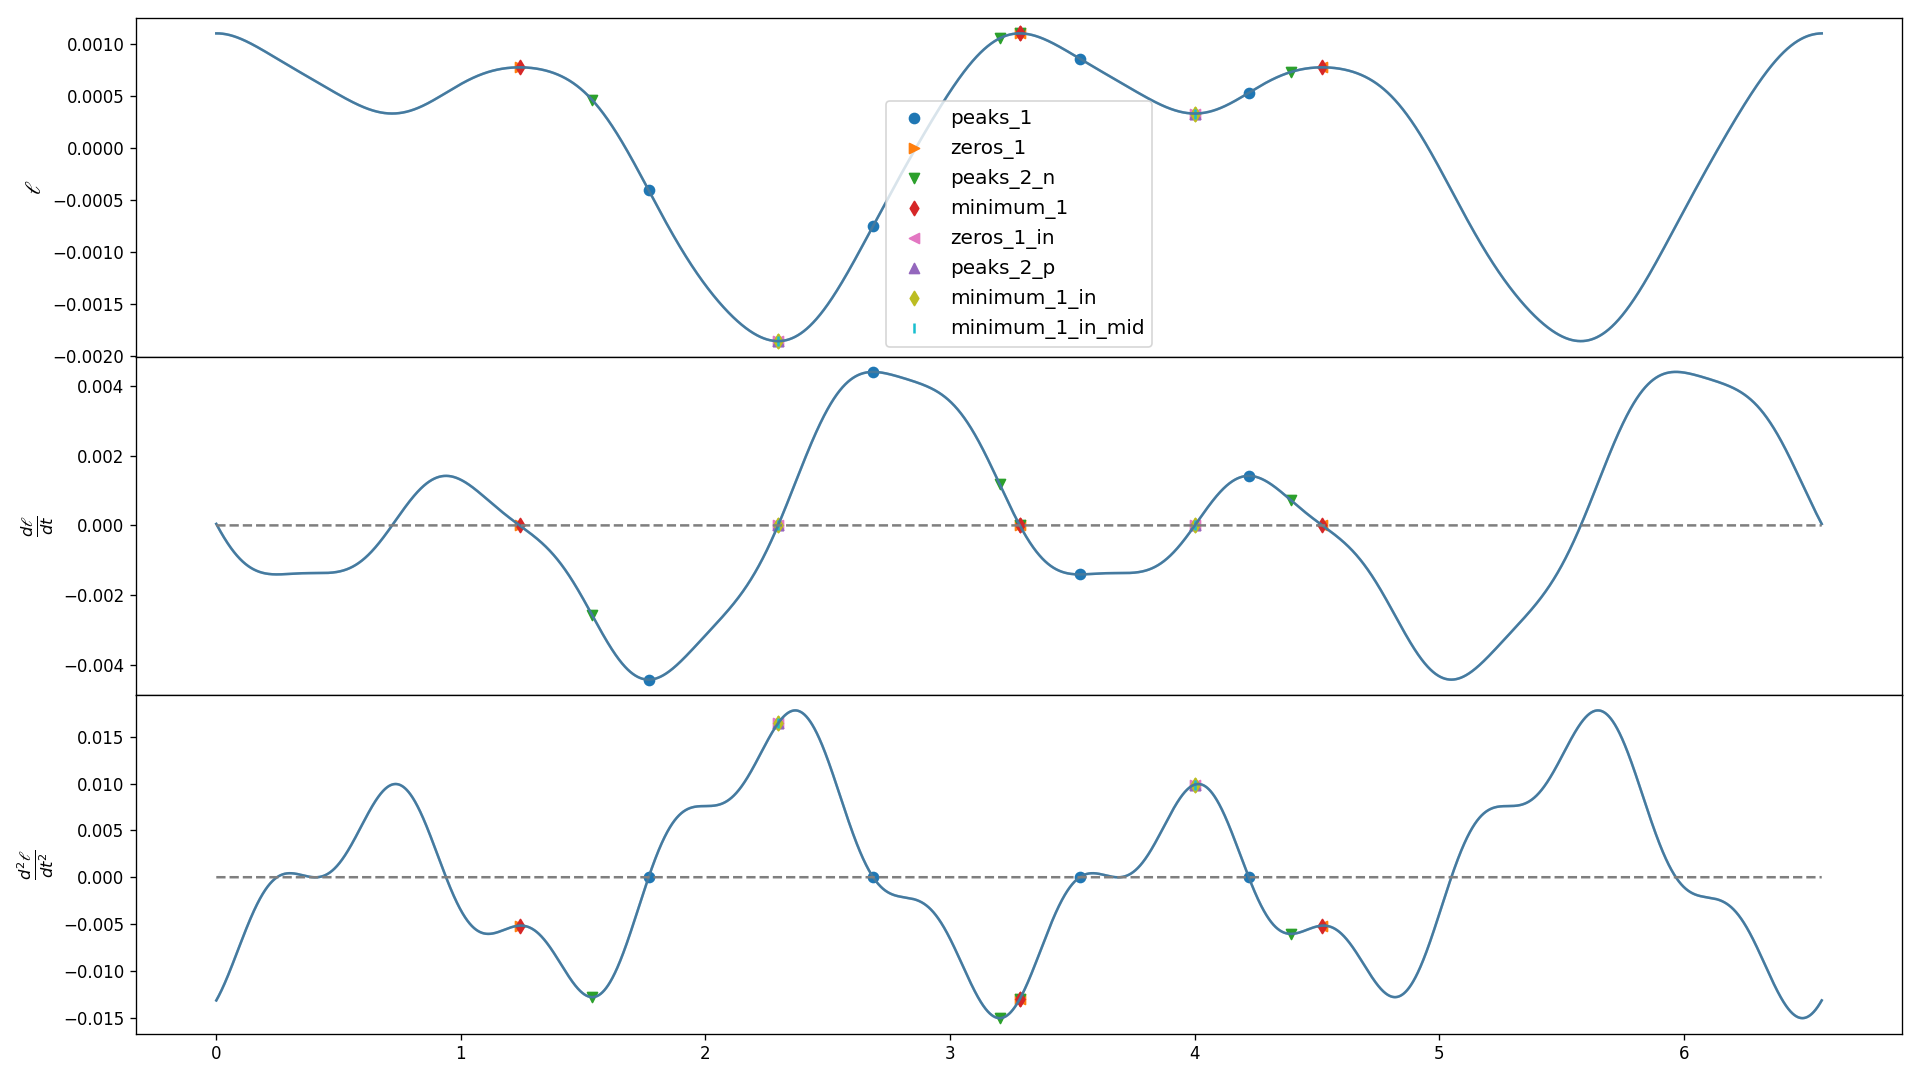 0.0010
0.0005
0.0000
−0.0005
−0.0010
−0.0015
−0.0020
ℓ
peaks_1
zeros_1
peaks_2_n
minimum_1
zeros_1_in
peaks_2_p
minimum_1_in
minimum_1_in_mid
0.004
0.002
0.000
−0.002
−0.004
dℓ
dt
0.015
0.010
0.005
0.000
−0.005
−0.010
−0.015
d²ℓ
dt²
0 1 2 3 4 5 6